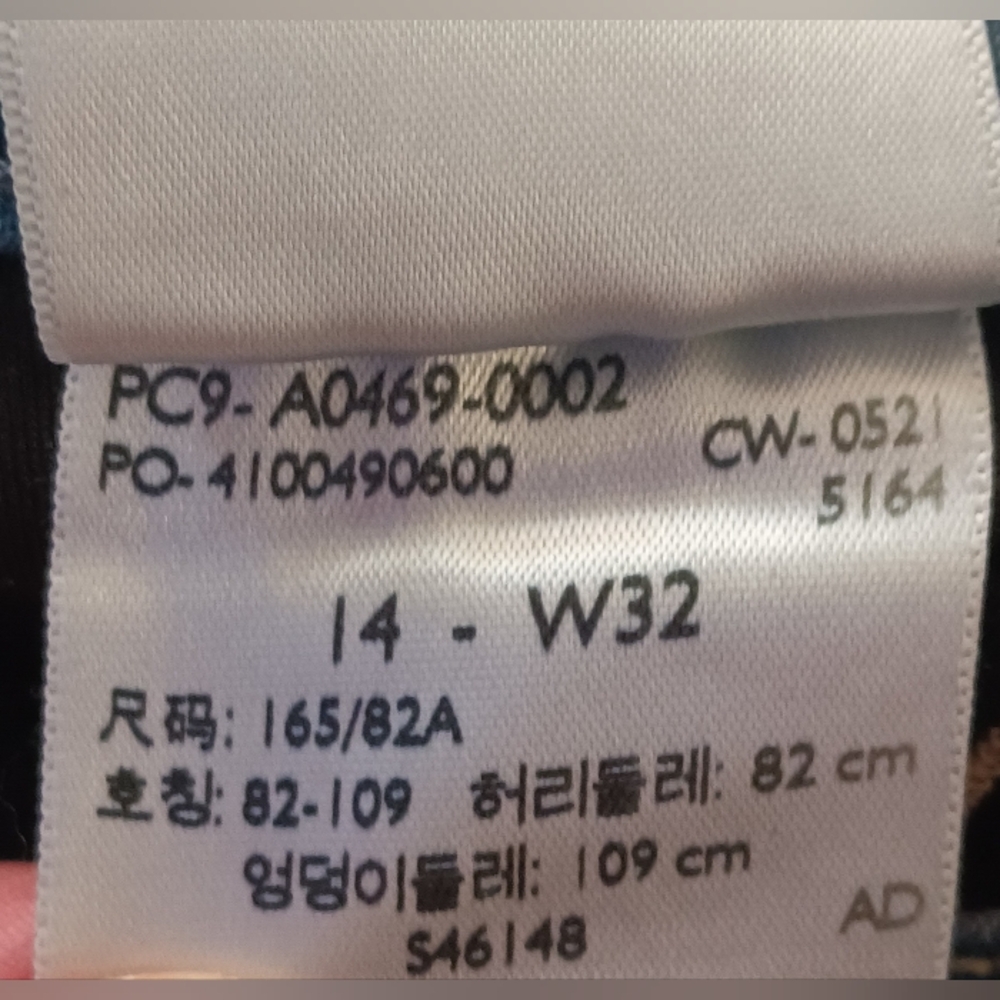 PC9- A0469-0002
PO- 4100490600
CW- 0521
5164
14 - W32
尺码: 165/82A
호칭: 82-109 허리둘레: 82 cm
엉덩이둘레: 109 cm
S46148
AD